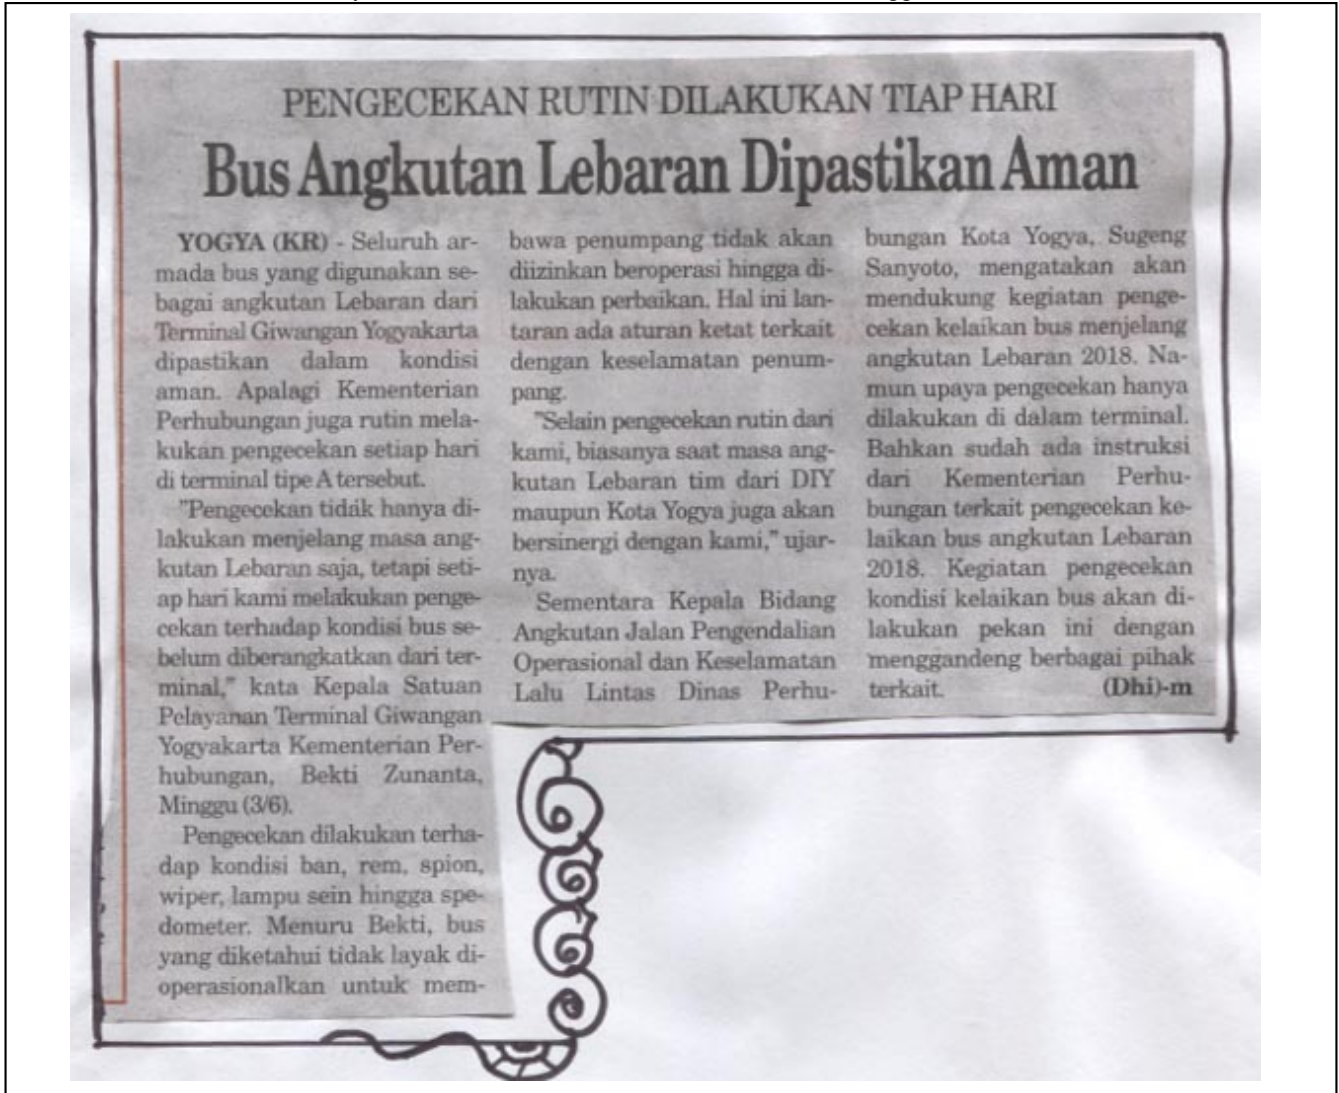 PENGECEKAN RUTIN DILAKUKAN TIAP HARI
Bus Angkutan Lebaran Dipastikan Aman
YOGYA (KR) - Seluruh ar-
mada bus yang digunakan se-
bagai angkutan Lebaran dari
Terminal Giwangan Yogyakarta
dipastikan dalam kondisi
aman. Apalagi Kementerian
Perhubungan juga rutin mela-
kukan pengecekan setiap hari
di terminal tipe A tersebut.
"Pengecekan tidak hanya di-
lakukan menjelang masa ang-
kutan Lebaran saja, tetapi seti-
ap hari kami melakukan penge-
cekan terhadap kondisi bus se-
belum diberangkatkan dari ter-
minal," kata Kepala Satuan
Pelayanan Terminal Giwangan
Yogyakarta Kementerian Per-
hubungan, Bekti Zunanta,
Minggu (3/6).
Pengecekan dilakukan terha-
dap kondisi ban, rem, spion,
wiper, lampu sein hingga spe-
dometer. Menuru Bekti, bus
yang diketahui tidak layak di-
operasionalkan untuk mem-
bawa penumpang tidak akan
diizinkan beroperasi hingga di-
lakukan perbaikan. Hal ini lan-
taran ada aturan ketat terkait
dengan keselamatan penum-
pang.
"Selain pengecekan rutin dari
kami, biasanya saat masa ang-
kutan Lebaran tim dari DIY
maupun Kota Yogya juga akan
bersinergi dengan kami," ujar-
nya.
Sementara Kepala Bidang
Angkutan Jalan Pengendalian
Operasional dan Keselamatan
Lalu Lintas Dinas Perhu-
bungan Kota Yogya, Sugeng
Sanyoto, mengatakan akan
mendukung kegiatan penge-
cekan kelaikan bus menjelang
angkutan Lebaran 2018. Na-
mun upaya pengecekan hanya
dilakukan di dalam terminal.
Bahkan sudah ada instruksi
dari Kementerian Perhu-
bungan terkait pengecekan ke-
laikan bus angkutan Lebaran
2018. Kegiatan pengecekan
kondisi kelaikan bus akan di-
lakukan pekan ini dengan
menggandeng berbagai pihak
terkait. (Dhi)-m